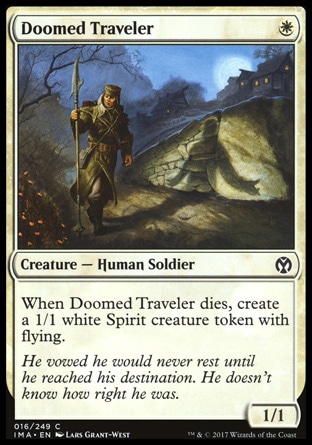 Doomed Traveler
Creature — Human Soldier
When Doomed Traveler dies, create
a 1/1 white Spirit creature token with
flying.
He vowed he would never rest until
he reached his destination. He doesn't
know how right he was.
1/1
016/249 C
IMA • EN Lars Grant-West
™ & © 2017 Wizards of the Coast